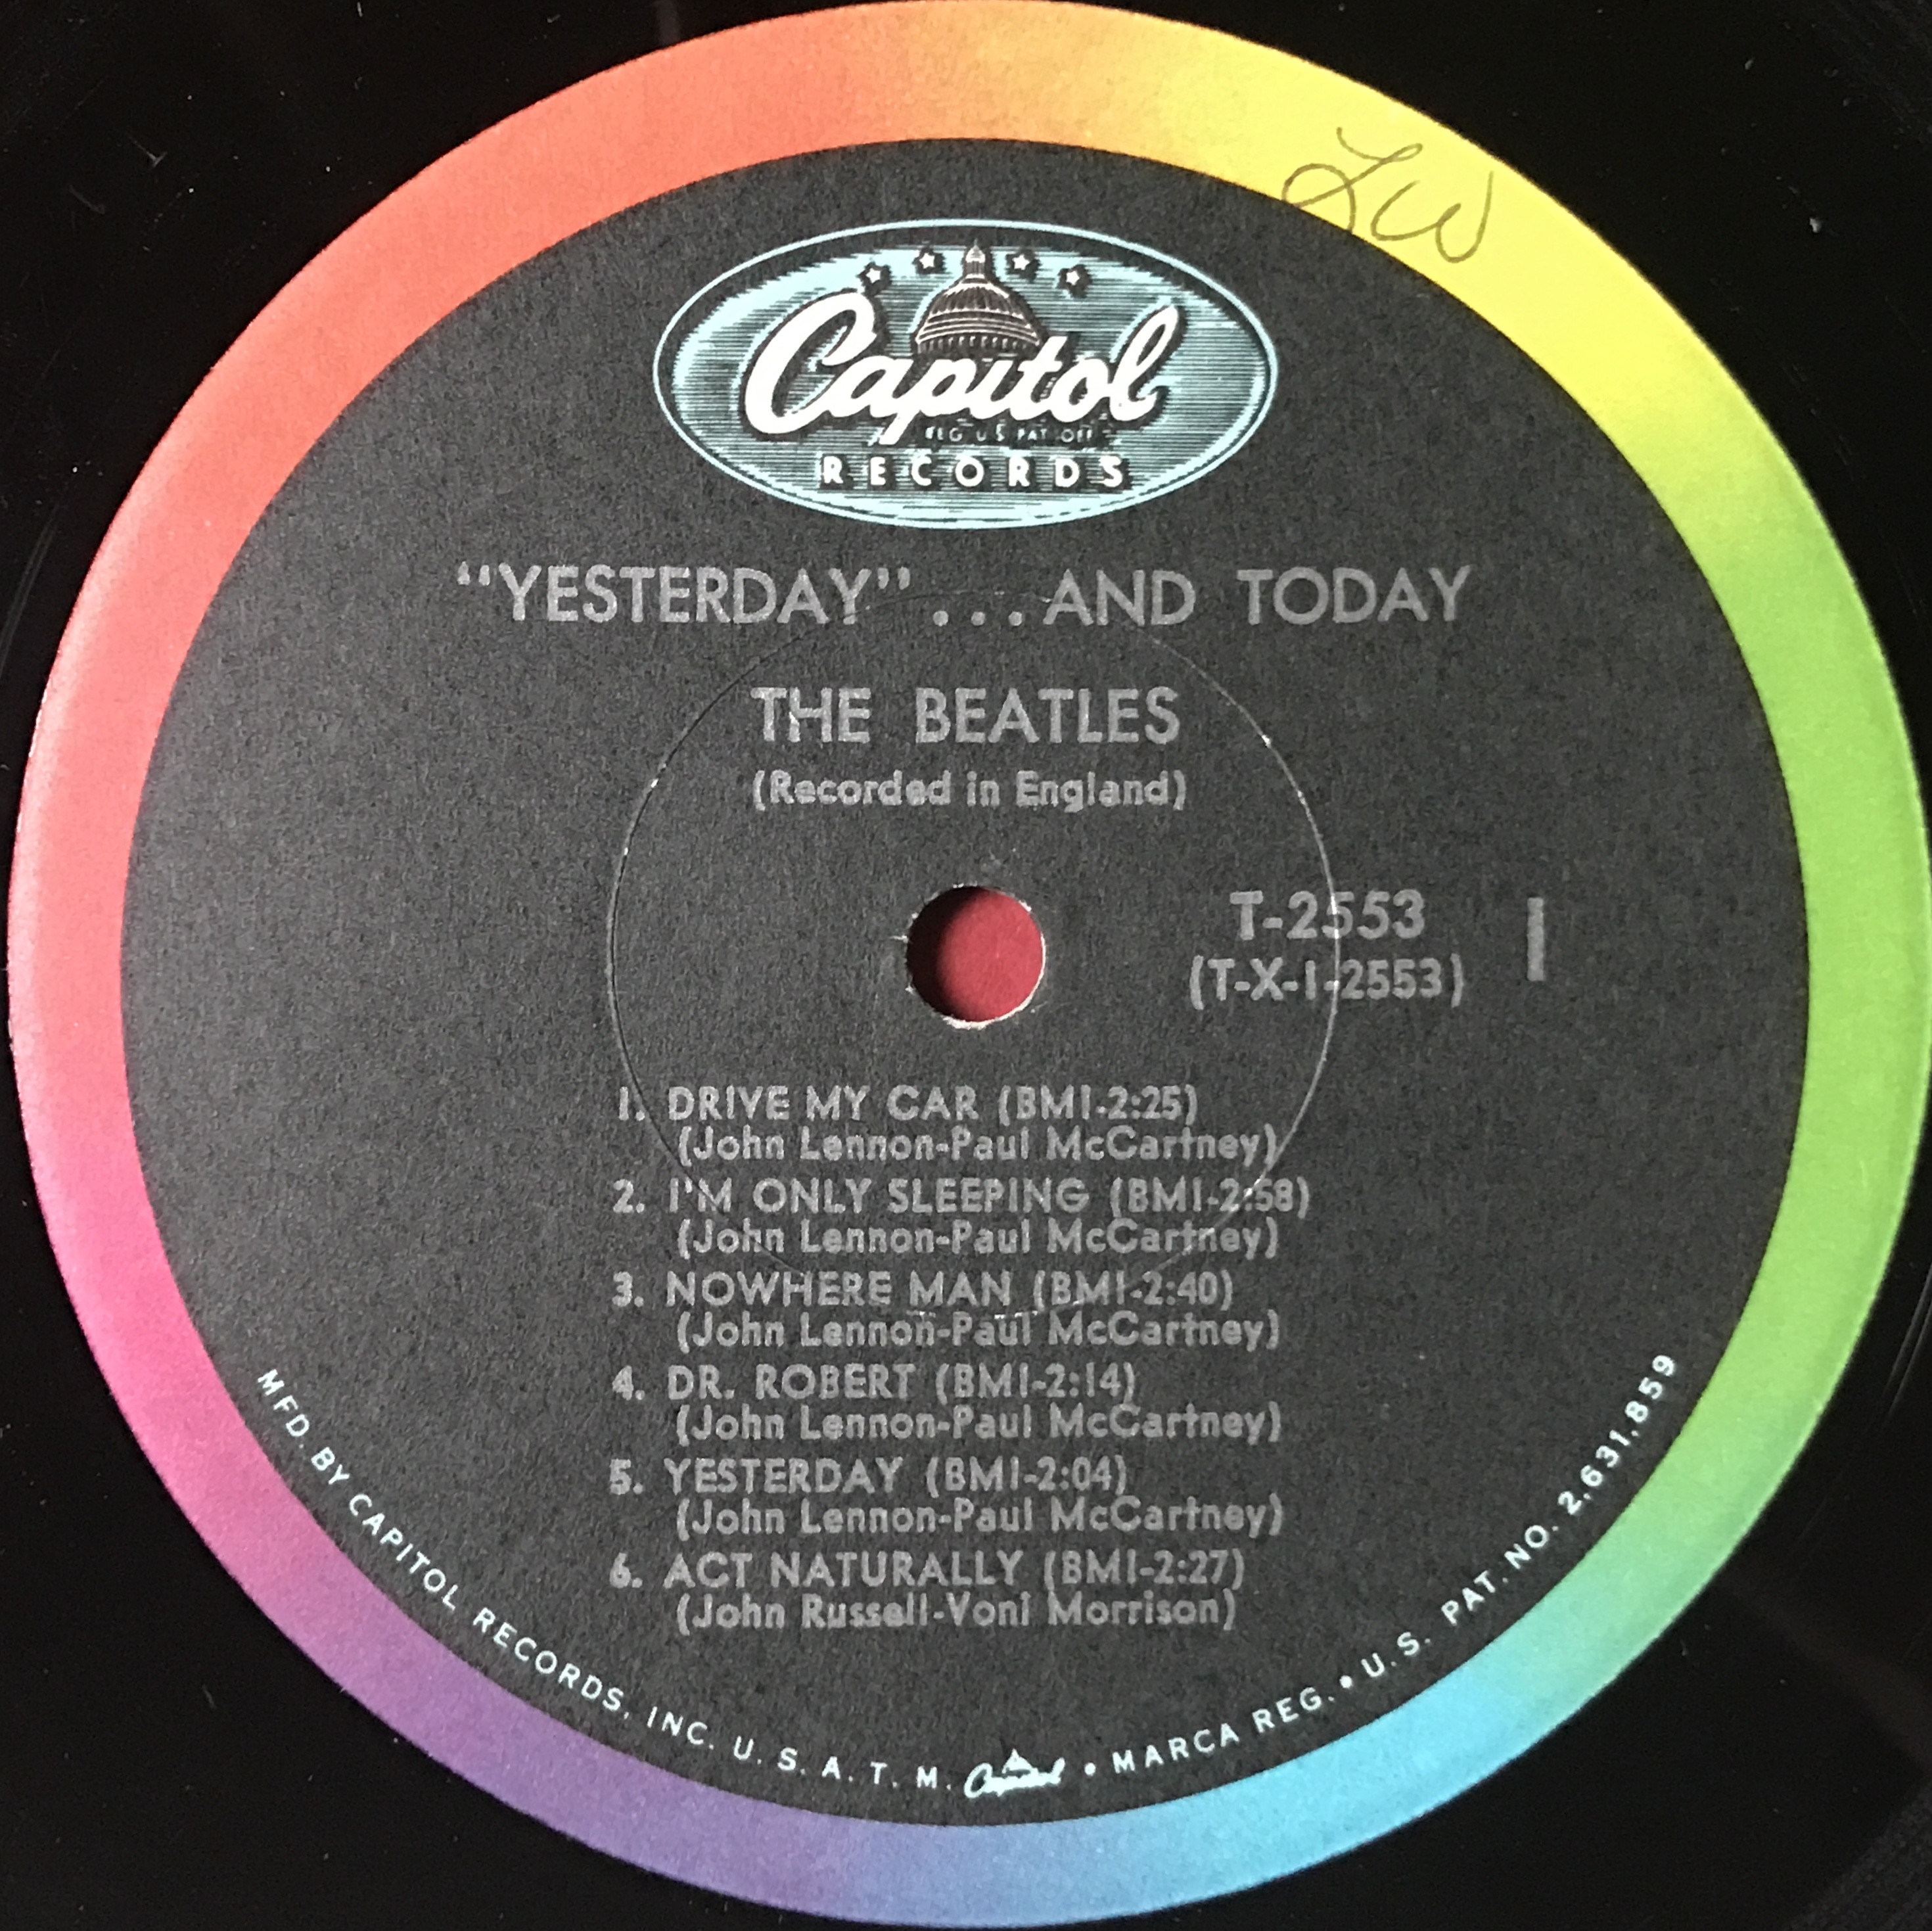 LW
Capitol
REG. U.S. PAT. OFF.
RECORDS
"YESTERDAY"...AND TODAY
THE BEATLES
(Recorded in England)
T-2553
(T-X-1-2553)
1
1. DRIVE MY CAR (BMI-2:25)
(John Lennon-Paul McCartney)
2. I'M ONLY SLEEPING (BMI-2:58)
(John Lennon-Paul McCartney)
3. NOWHERE MAN (BMI-2:40)
(John Lennon-Paul McCartney)
4. DR. ROBERT (BMI-2:14)
(John Lennon-Paul McCartney)
5. YESTERDAY (BMI-2:04)
(John Lennon-Paul McCartney)
6. ACT NATURALLY (BMI-2:27)
(John Russell-Voni Morrison)
MFD. BY CAPITOL RECORDS, INC. U. S. A. T. M. Capitol • MARCA REG. • U.S. PAT. NO. 2,631,859